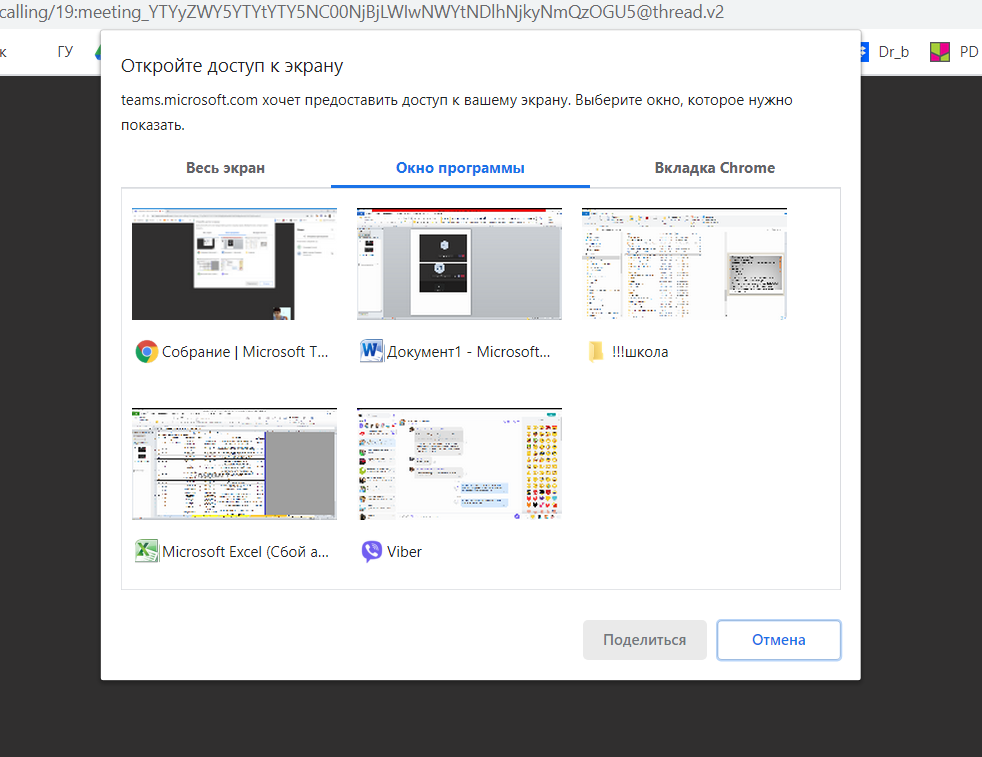 calling/19:meeting_YTYyZWY5YTYtYTY5NC00NjBjLWIwNWYtNDlhNjkyNmQzOGU5@thread.v2
к ГУ Dr_b PD
Откройте доступ к экрану
teams.microsoft.com хочет предоставить доступ к вашему экрану. Выберите окно, которое нужно
показать.
Весь экран Окно программы Вкладка Chrome
Собрание | Microsoft T... Документ1 - Microsoft... !!!школа
Microsoft Excel (Сбой а... Viber
Поделиться Отмена